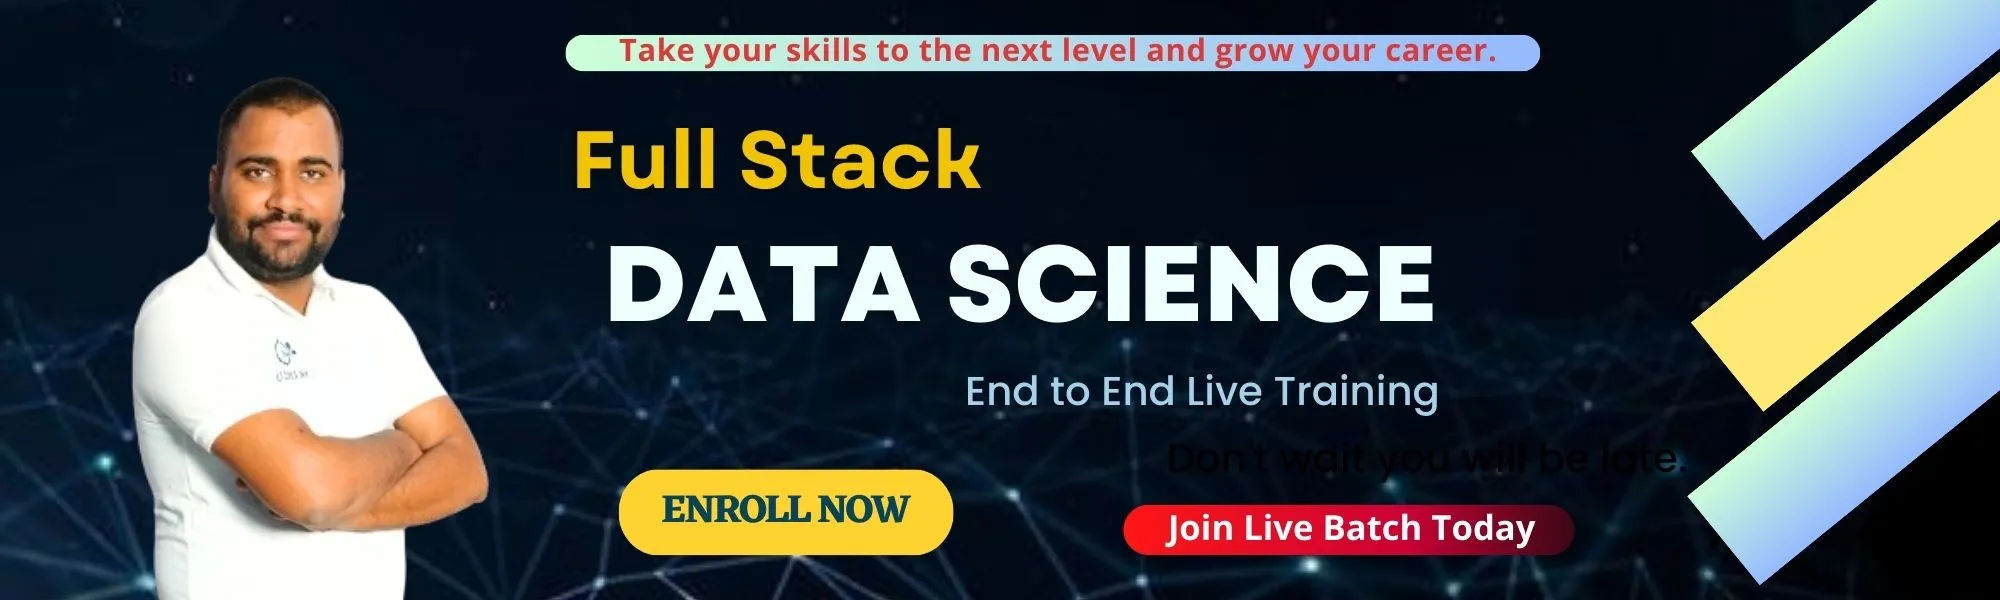 Take your skills to the next level and grow your career.
Full Stack
DATA SCIENCE
End to End Live Training
Don't wait you will be late.
ENROLL NOW
Join Live Batch Today